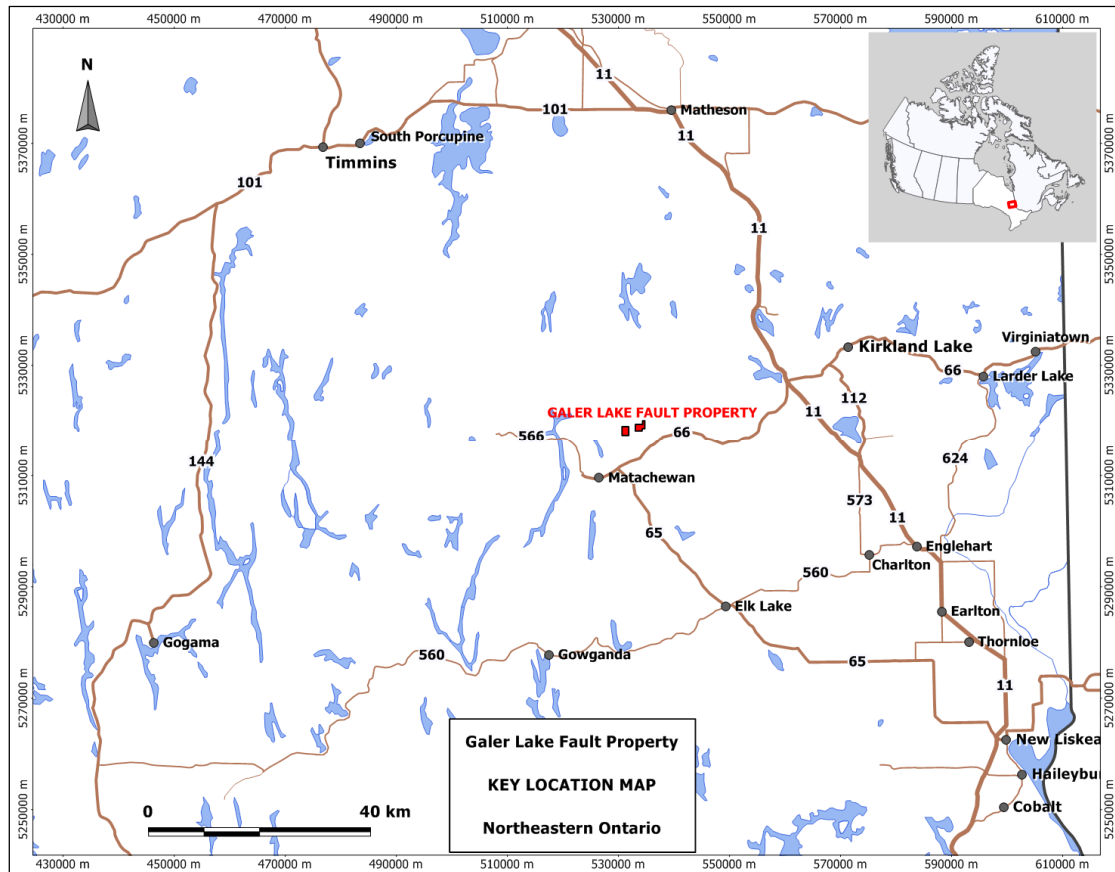 430000 m 450000 m 470000 m 490000 m 510000 m 530000 m 550000 m 570000 m 590000 m 610000 m
N
11
101
11
Matheson
South Porcupine
Timmins
101
5370000 m
5370000 m
11
5350000 m
5350000 m
Virginiatown
Kirkland Lake
66
Larder Lake
5330000 m
5330000 m
112
GALER LAKE FAULT PROPERTY
11
566
66
144
624
Matachewan
5310000 m
5310000 m
573
11
65
Englehart
Charlton
560
5290000 m
5290000 m
Elk Lake
Earlton
Gogama
Thornloe
Gowganda
560
65
11
5270000 m
5270000 m
New Liskea
Haileybur
Cobalt
5250000 m
5250000 m
Galer Lake Fault Property
KEY LOCATION MAP
Northeastern Ontario
0 40 km
430000 m 450000 m 470000 m 490000 m 510000 m 530000 m 550000 m 570000 m 590000 m 610000 m